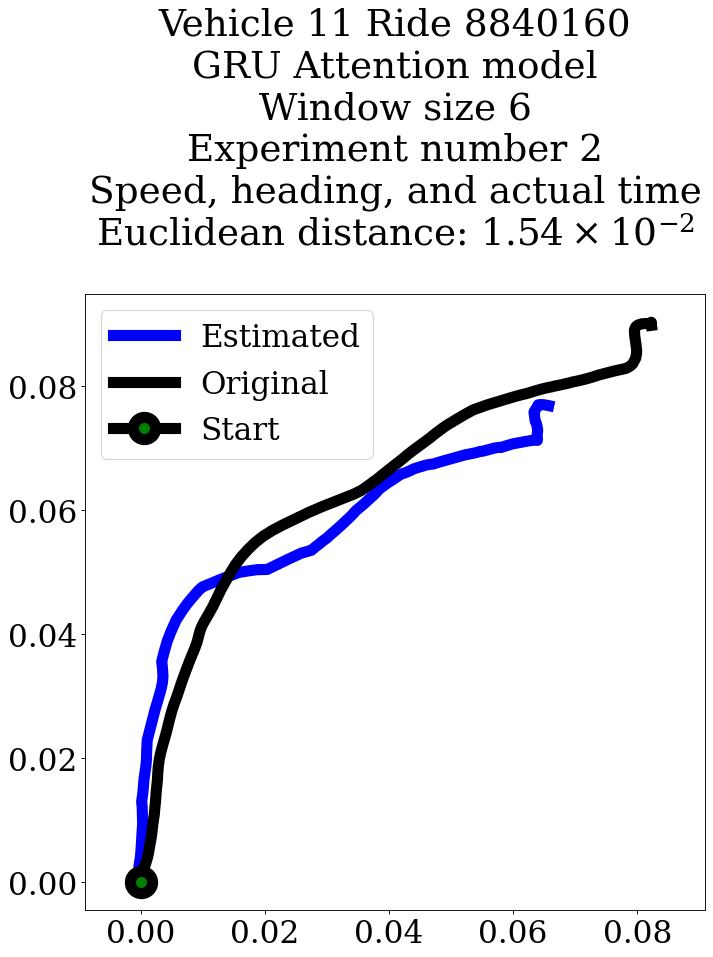 Vehicle 11 Ride 8840160
GRU Attention model
Window size 6
Experiment number 2
Speed, heading, and actual time
Euclidean distance: 1.54 × 10⁻²
Estimated
Original
Start
0.08
0.06
0.04
0.02
0.00
0.00 0.02 0.04 0.06 0.08